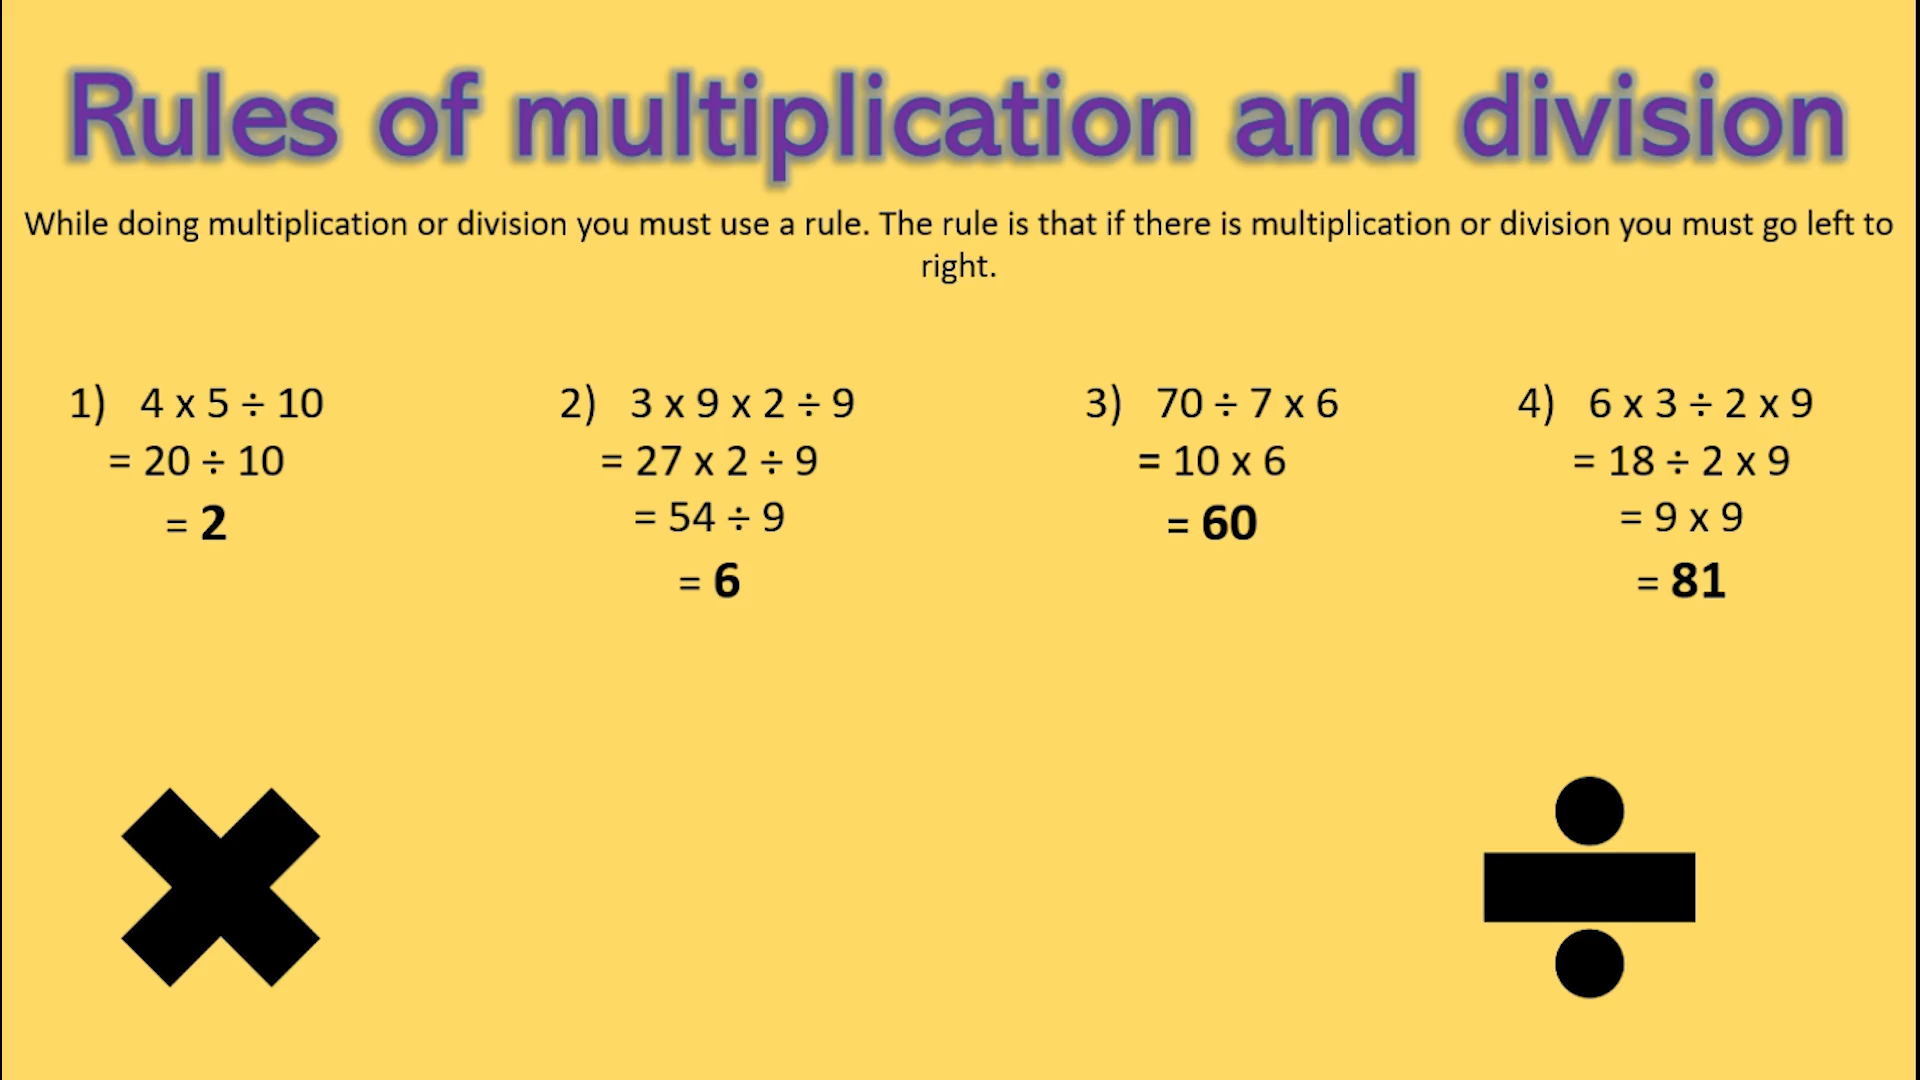 Rules of multiplication and division
While doing multiplication or division you must use a rule. The rule is that if there is multiplication or division you must go left to
right.
1) 4 x 5 ÷ 10
= 20 ÷ 10
= 2
2) 3 x 9 x 2 ÷ 9
= 27 x 2 ÷ 9
= 54 ÷ 9
= 6
3) 70 ÷ 7 x 6
= 10 x 6
= 60
4) 6 x 3 ÷ 2 x 9
= 18 ÷ 2 x 9
= 9 x 9
= 81